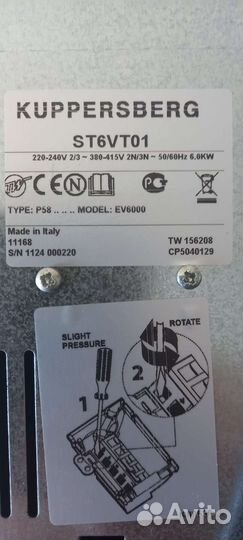 KUPPERSBERG
ST6VT01
220-240V 2/3 ~ 380-415V 2N/3N ~ 50/60Hz 6.0KW
CE N
TYPE: P58 .. .. .. MODEL: EV6000
Made in Italy
11168 TW 156208
S/N 1124 000220 CP5040129
SLIGHT PRESSURE
ROTATE
1
2
Avito